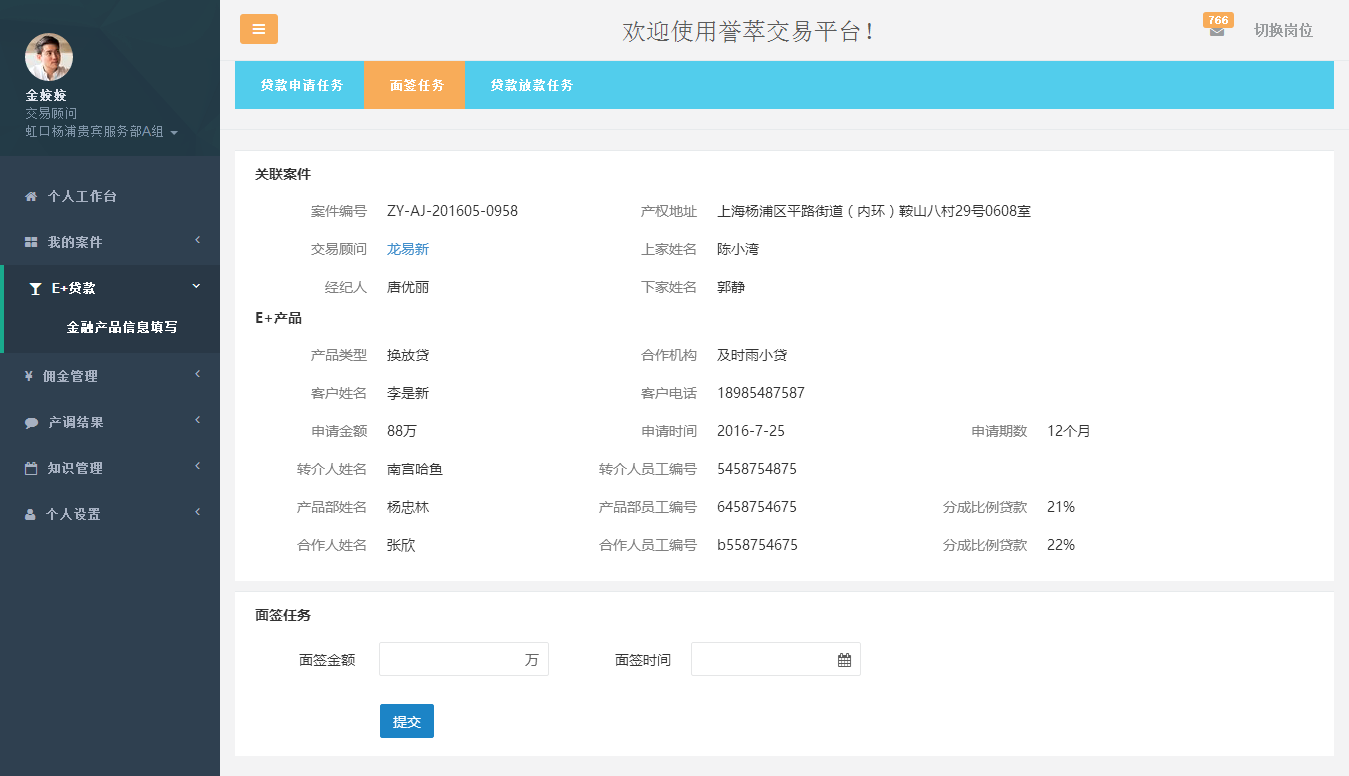 金姣姣
交易顾问
虹口杨浦贵宾服务部A组
个人工作台
我的案件
E+贷款
金融产品信息填写
¥ 佣金管理
产调结果
知识管理
个人设置
欢迎使用誉萃交易平台！
766
切换岗位
贷款申请任务 面签任务 贷款放款任务
关联案件
案件编号 ZY-AJ-201605-0958 产权地址 上海杨浦区平路街道（内环）鞍山八村29号0608室
交易顾问 龙易新 上家姓名 陈小湾
经纪人 唐优丽 下家姓名 郭静
E+产品
产品类型 换放贷 合作机构 及时雨小贷
客户姓名 李是新 客户电话 18985487587
申请金额 88万 申请时间 2016-7-25 申请期数 12个月
转介人姓名 南宫哈鱼 转介人员工编号 5458754875
产品部姓名 杨忠林 产品部员工编号 6458754675 分成比例贷款 21%
合作人姓名 张欣 合作人员工编号 b558754675 分成比例贷款 22%
面签任务
面签金额 万 面签时间
提交